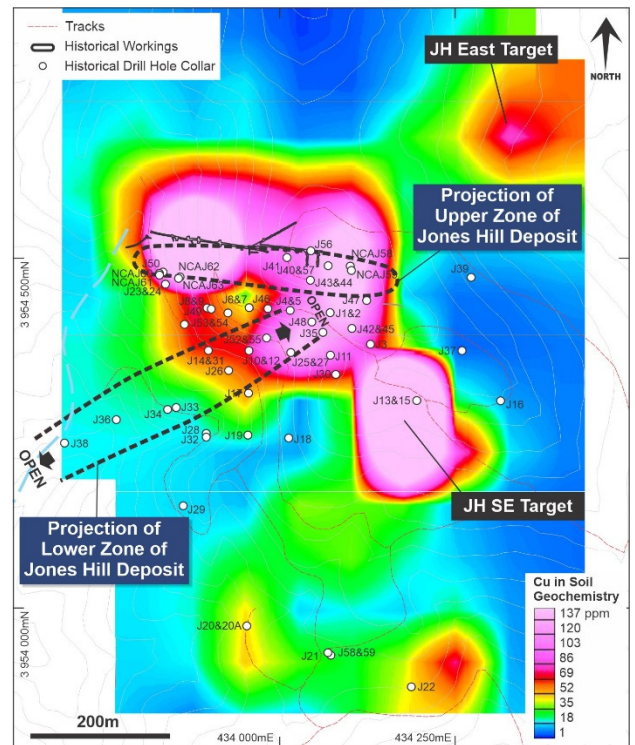 Tracks
Historical Workings
Historical Drill Hole Collar
JH East Target
NORTH
Projection of
Upper Zone of
Jones Hill Deposit
J56
NCAJ58
J50
NCAJ62
J41
J40&57
NCAJ61
NCAJ63
J43&44
J39
J23&24
3 954 500mN
J6&7
J46
J4&5
OPEN
J47
J1&2
J48
J35
J42&45
J3
J14&31
J10&12
J25&27
J11
J37
J26
J13&15
J16
J33
J34
J36
J28
J32
J19
J18
J38
OPEN
JH SE Target
J29
Projection of
Lower Zone of
Jones Hill Deposit
Cu in Soil
Geochemistry
137 ppm
120
103
86
69
52
35
18
1
3 954 000mN
J20&20A
J21
J58&59
J22
200m
434 000mE
434 250mE